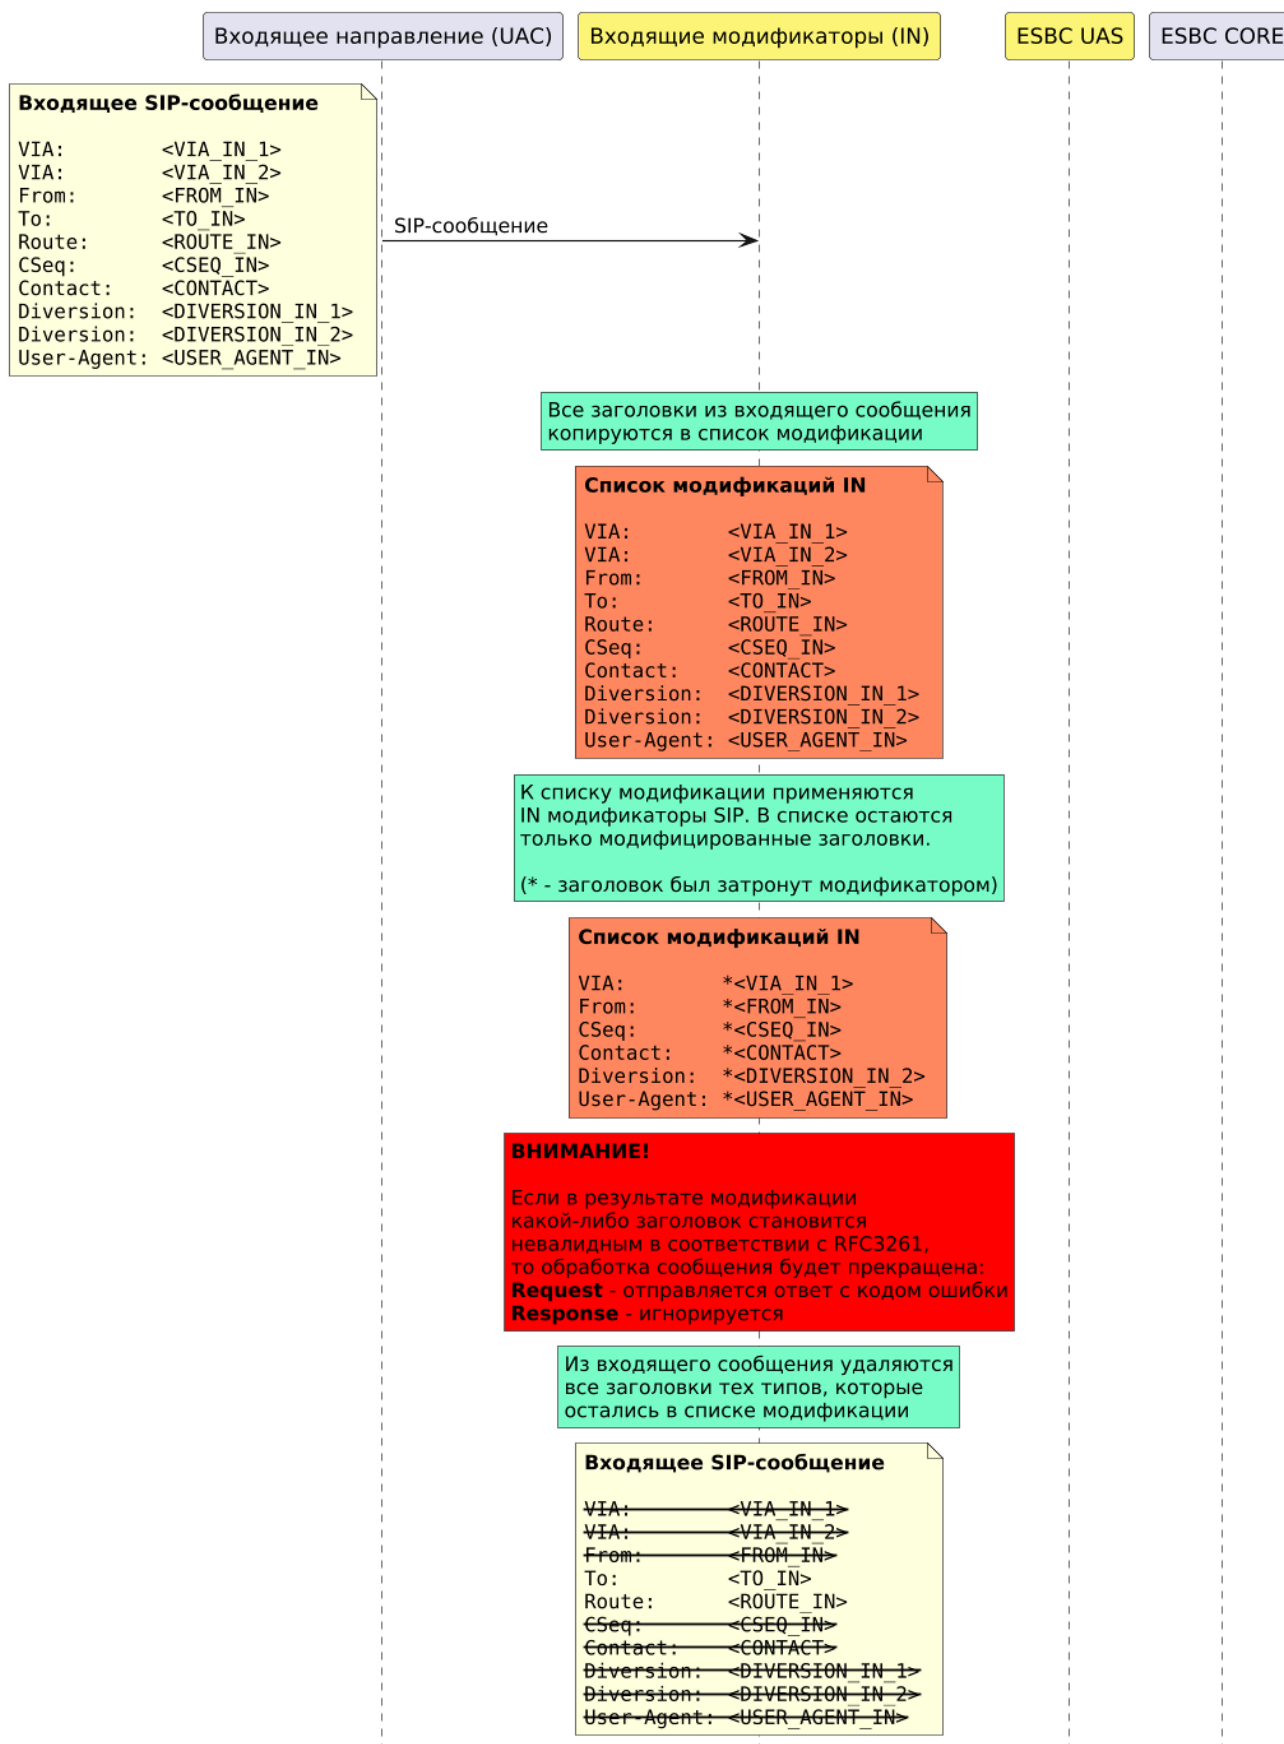 Входящее направление (UAC)
Входящие модификаторы (IN)
ESBC UAS
ESBC CORE
Входящее SIP-сообщение
VIA: <VIA_IN_1>
VIA: <VIA_IN_2>
From: <FROM_IN>
To: <TO_IN>
Route: <ROUTE_IN>
CSeq: <CSEQ_IN>
Contact: <CONTACT>
Diversion: <DIVERSION_IN_1>
Diversion: <DIVERSION_IN_2>
User-Agent: <USER_AGENT_IN>
SIP-сообщение
Все заголовки из входящего сообщения
копируются в список модификации
Список модификаций IN
VIA: <VIA_IN_1>
VIA: <VIA_IN_2>
From: <FROM_IN>
To: <TO_IN>
Route: <ROUTE_IN>
CSeq: <CSEQ_IN>
Contact: <CONTACT>
Diversion: <DIVERSION_IN_1>
Diversion: <DIVERSION_IN_2>
User-Agent: <USER_AGENT_IN>
К списку модификации применяются
IN модификаторы SIP. В списке остаются
только модифицированные заголовки.
(* - заголовок был затронут модификатором)
Список модификаций IN
VIA: *<VIA_IN_1>
From: *<FROM_IN>
CSeq: *<CSEQ_IN>
Contact: *<CONTACT>
Diversion: *<DIVERSION_IN_2>
User-Agent: *<USER_AGENT_IN>
ВНИМАНИЕ!
Если в результате модификации
какой-либо заголовок становится
невалидным в соответствии с RFC3261,
то обработка сообщения будет прекращена:
Request - отправляется ответ с кодом ошибки
Response - игнорируется
Из входящего сообщения удаляются
все заголовки тех типов, которые
остались в списке модификации
Входящее SIP-сообщение
VIA: <VIA_IN_1>
VIA: <VIA_IN_2>
From: <FROM_IN>
To: <TO_IN>
Route: <ROUTE_IN>
CSeq: <CSEQ_IN>
Contact: <CONTACT>
Diversion: <DIVERSION_IN_1>
Diversion: <DIVERSION_IN_2>
User-Agent: <USER_AGENT_IN>